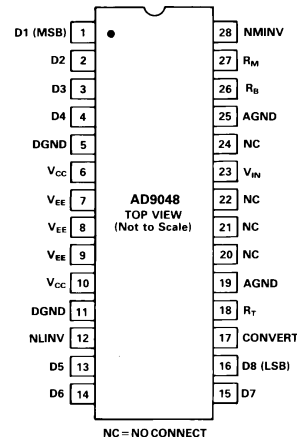 D1 (MSB) 1 28 NMINV
D2 2 27 RM
D3 3 26 RB
D4 4 25 AGND
DGND 5 24 NC
VCC 6 23 VIN
VEE 7 22 NC
VEE 8 21 NC
VEE 9 20 NC
VCC 10 19 AGND
DGND 11 18 RT
NLINV 12 17 CONVERT
D5 13 16 D8 (LSB)
D6 14 15 D7
AD9048
TOP VIEW
(Not to Scale)
NC = NO CONNECT